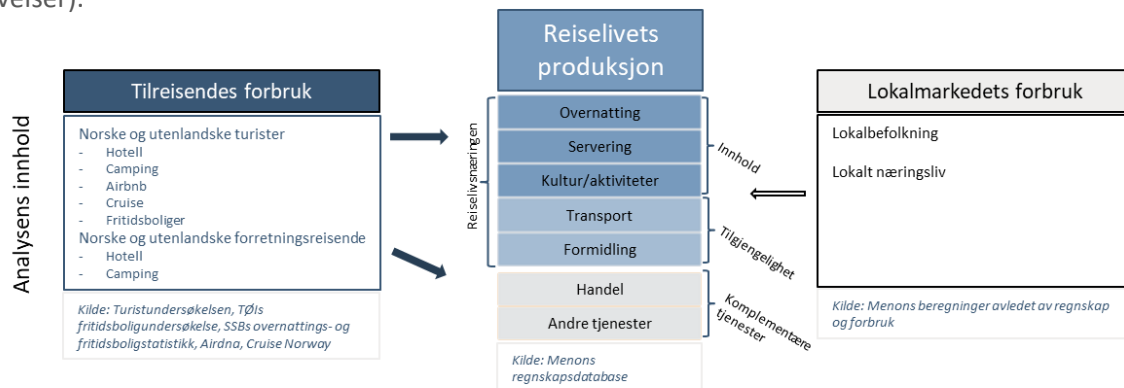 velser).
Reiselivets
produksjon
Tilreisendes forbruk
Lokalmarkedets forbruk
Analysens innhold
Norske og utenlandske turister
- Hotell
- Camping
- Airbnb
- Cruise
- Fritidsboliger
Norske og utenlandske forretningsreisende
- Hotell
- Camping
Kilde: Turistundersøkelsen, TØIs
fritidsboligundersøkelse, SSBs overnattings- og
fritidsboligstatistikk, Airdna, Cruise Norway
Reiselivsnæringen
Overnatting
Servering
Kultur/aktiviteter
Transport
Formidling
Handel
Andre tjenester
Innhold
Tilgjengelighet
Komplementære
tjenester
Kilde: Menons
regnskapsdatabase
Lokalbefolkning
Lokalt næringsliv
Kilde: Menons beregninger avledet av regnskap
og forbruk